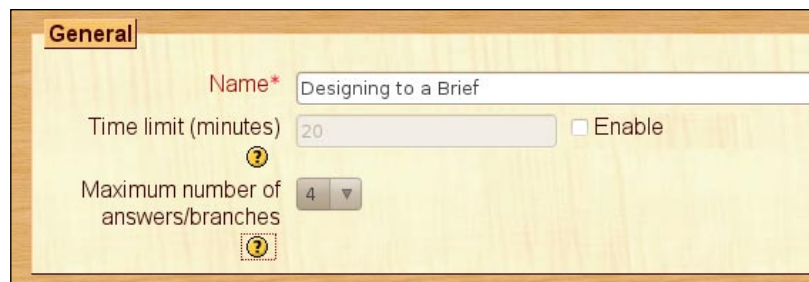 General
Name* Designing to a Brief
Time limit (minutes) 20 Enable
?
Maximum number of 4
answers/branches
?